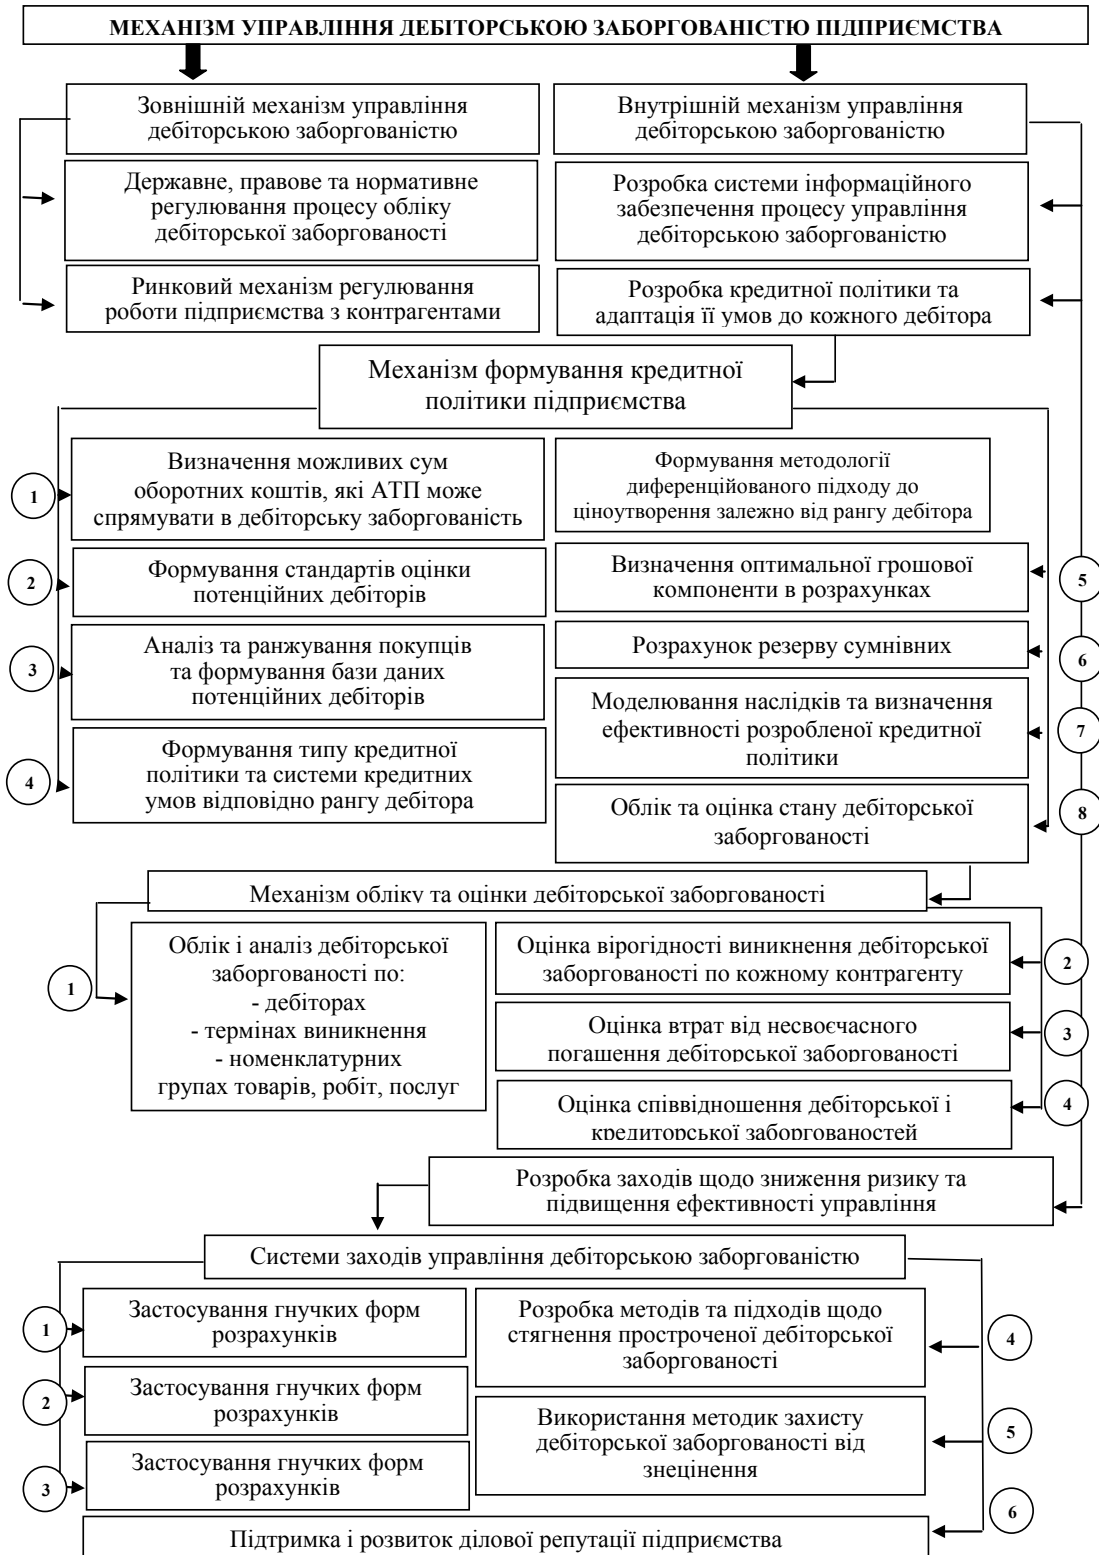 МЕХАНІЗМ УПРАВЛІННЯ ДЕБІТОРСЬКОЮ ЗАБОРГОВАНІСТЮ ПІДПРИЄМСТВА
Зовнішній механізм управління
дебіторською заборгованістю
Внутрішній механізм управління
дебіторською заборгованістю
Державне, правове та нормативне
регулювання процесу обліку
дебіторської заборгованості
Розробка системи інформаційного
забезпечення процесу управління
дебіторською заборгованістю
Ринковий механізм регулювання
роботи підприємства з контрагентами
Розробка кредитної політики та
адаптація її умов до кожного дебітора
Механізм формування кредитної
політики підприємства
1
Визначення можливих сум
оборотних коштів, які АТП може
спрямувати в дебіторську заборгованість
Формування методології
диференційованого підходу до
ціноутворення залежно від рангу дебітора
2
Формування стандартів оцінки
потенційних дебіторів
Визначення оптимальної грошової
компоненти в розрахунках
5
3
Аналіз та ранжування покупців
та формування бази даних
потенційних дебіторів
Розрахунок резерву сумнівних
6
Моделювання наслідків та визначення
ефективності розробленої кредитної
політики
7
4
Формування типу кредитної
політики та системи кредитних
умов відповідно рангу дебітора
Облік та оцінка стану дебіторської
заборгованості
8
Механізм обліку та оцінки дебіторської заборгованості
1
Облік і аналіз дебіторської
заборгованості по:
- дебіторах
- термінах виникнення
- номенклатурних
групах товарів, робіт, послуг
Оцінка вірогідності виникнення дебіторської
заборгованості по кожному контрагенту
2
Оцінка втрат від несвоєчасного
погашення дебіторської заборгованості
3
Оцінка співвідношення дебіторської і
кредиторської заборгованостей
4
Розробка заходів щодо зниження ризику та
підвищення ефективності управління
Системи заходів управління дебіторською заборгованістю
1
Застосування гнучких форм
розрахунків
2
Застосування гнучких форм
розрахунків
3
Застосування гнучких форм
розрахунків
Розробка методів та підходів щодо
стягнення простроченої дебіторської
заборгованості
4
Використання методик захисту
дебіторської заборгованості від
знецінення
5
6
Підтримка і розвиток ділової репутації підприємства